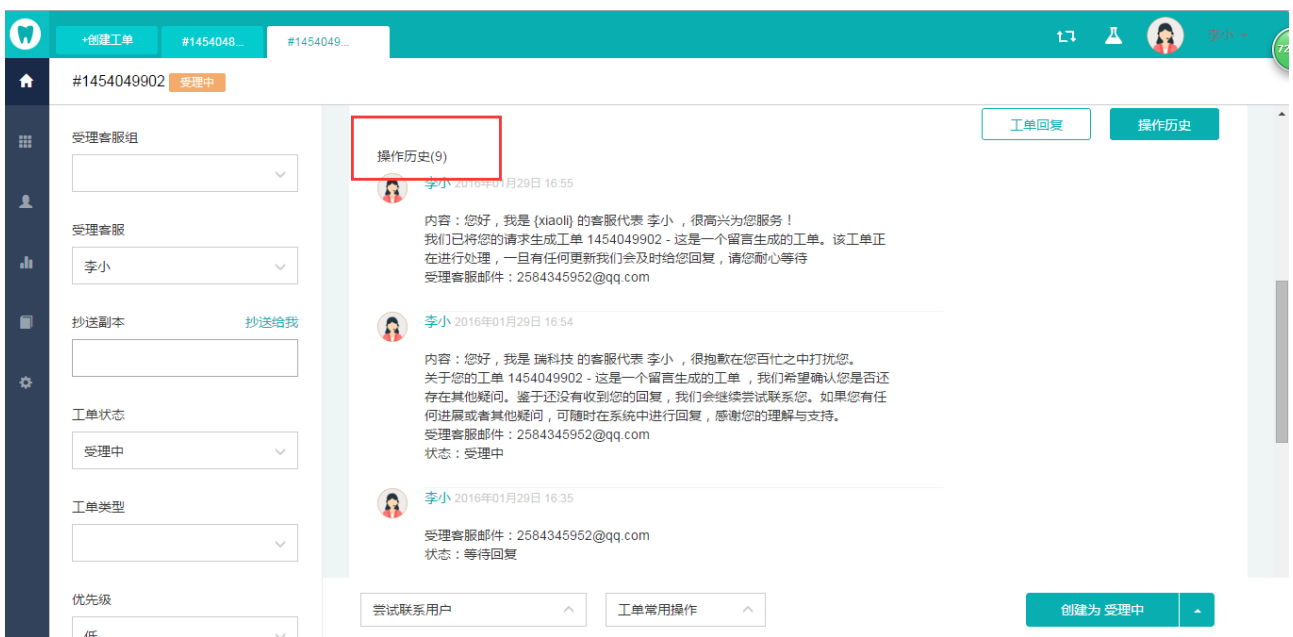 +创建工单
#1454048...
#1454049...
李小
72
#1454049902 受理中
受理客服组
受理客服
李小
抄送副本 抄送给我
工单状态
受理中
工单类型
优先级
低
工单回复
操作历史
操作历史(9)
李小 2016年01月29日 16:55
内容：您好，我是 {xiaoli} 的客服代表 李小 ，很高兴为您服务！
我们已将您的请求生成工单 1454049902 - 这是一个留言生成的工单。该工单正
在进行处理，一旦有任何更新我们会及时给您回复，请您耐心等待
受理客服邮件：2584345952@qq.com
李小 2016年01月29日 16:54
内容：您好，我是 瑞科技 的客服代表 李小 ，很抱歉在您百忙之中打扰您。
关于您的工单 1454049902 - 这是一个留言生成的工单 ，我们希望确认您是否还
存在其他疑问。鉴于还没有收到您的回复，我们会继续尝试联系您。如果您有任
何进展或者其他疑问，可随时在系统中进行回复，感谢您的理解与支持。
受理客服邮件：2584345952@qq.com
状态：受理中
李小 2016年01月29日 16:35
受理客服邮件：2584345952@qq.com
状态：等待回复
尝试联系用户
工单常用操作
创建为 受理中